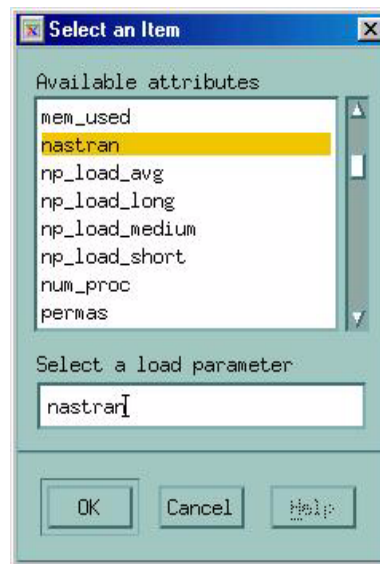 Select an Item
Available attributes
mem_used
nastran
np_load_avg
np_load_long
np_load_medium
np_load_short
num_proc
permas
Select a load parameter
nastran
OK Cancel Help